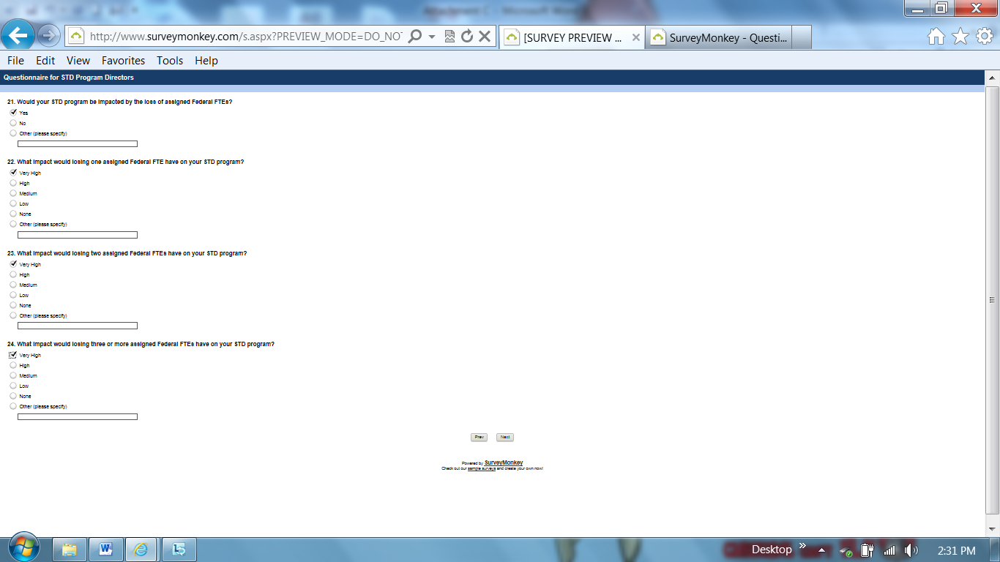 Attachment C - Microsoft Word
http://www.surveymonkey.com/s.aspx?PREVIEW_MODE=DO_NOT
[SURVEY PREVIEW ...
SurveyMonkey - Questi...
File Edit View Favorites Tools Help
Questionnaire for STD Program Directors
21. Would your STD program be impacted by the loss of assigned Federal FTEs?
Yes
No
Other (please specify)
22. What impact would losing one assigned Federal FTE have on your STD program?
Very High
High
Medium
Low
None
Other (please specify)
23. What impact would losing two assigned Federal FTEs have on your STD program?
Very High
High
Medium
Low
None
Other (please specify)
24. What impact would losing three or more assigned Federal FTEs have on your STD program?
Very High
High
Medium
Low
None
Other (please specify)
Prev Next
Powered by SurveyMonkey
Check out our sample surveys and create your own now!
Desktop » 2:31 PM